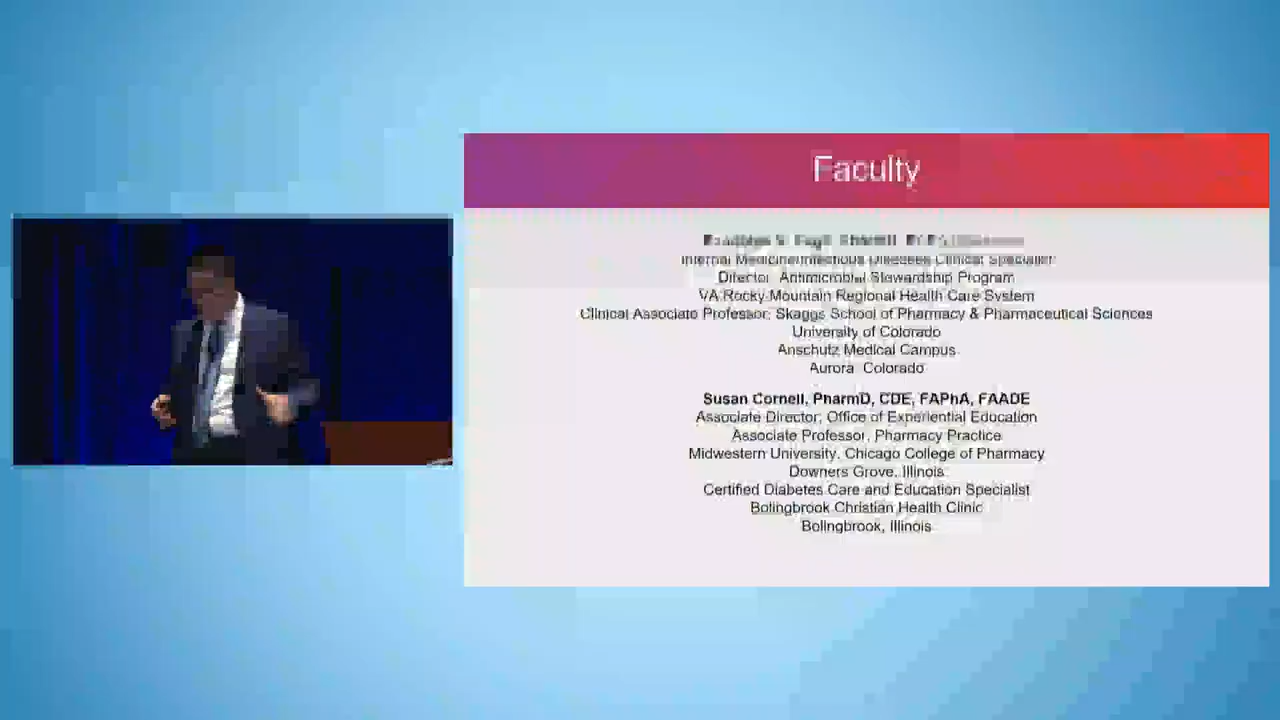 Faculty
Internal Medicine/Infectious Diseases Clinical Specialist
Director, Antimicrobial Stewardship Program
VA Rocky Mountain Regional Health Care System
Clinical Associate Professor, Skaggs School of Pharmacy & Pharmaceutical Sciences
University of Colorado
Anschutz Medical Campus
Aurora, Colorado
Susan Cornell, PharmD, CDE, FAPhA, FAADE
Associate Director, Office of Experiential Education
Associate Professor, Pharmacy Practice
Midwestern University, Chicago College of Pharmacy
Downers Grove, Illinois
Certified Diabetes Care and Education Specialist
Bolingbrook Christian Health Clinic
Bolingbrook, Illinois